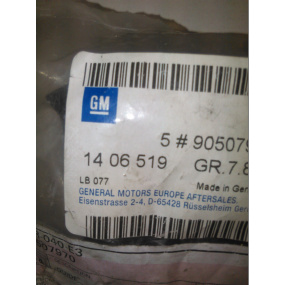 GM
5 # 905079
14 06 519 GR.7.8
LB 077 Made in Ger
GENERAL MOTORS EUROPE AFTERSALES.
Eisenstrasse 2-4, D-65428 Rüsselsheim Ger